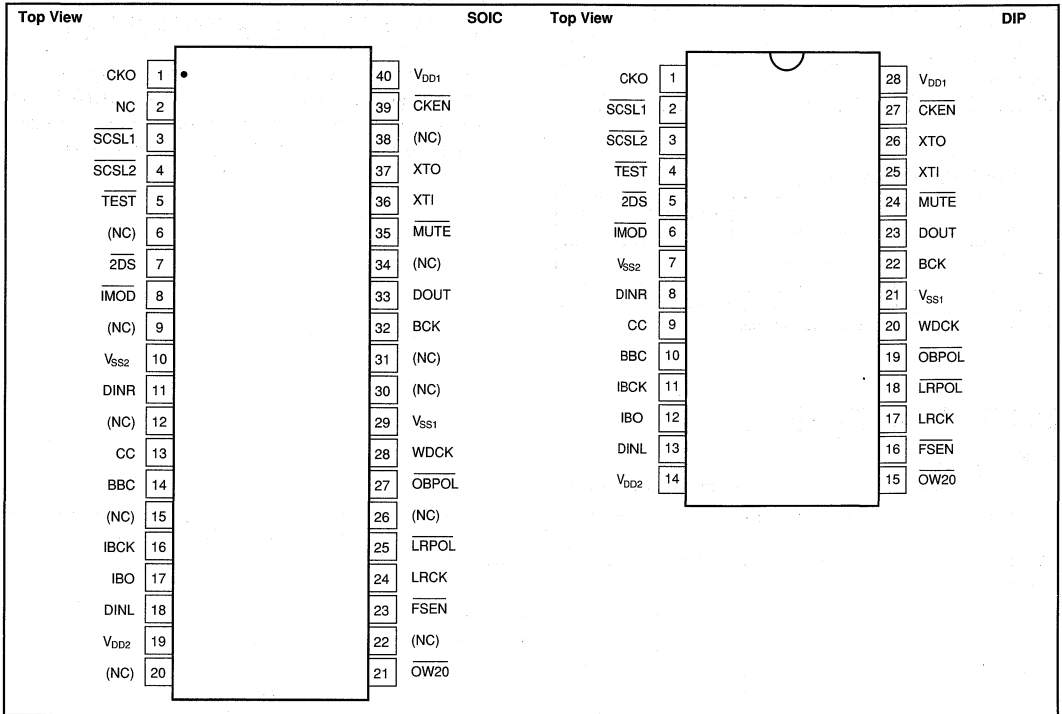 Top View SOIC
CKO 1 40 VDD1
NC 2 39 CKEN
SCSL1 3 38 (NC)
SCSL2 4 37 XTO
TEST 5 36 XTI
(NC) 6 35 MUTE
2DS 7 34 (NC)
IMOD 8 33 DOUT
(NC) 9 32 BCK
VSS2 10 31 (NC)
DINR 11 30 (NC)
(NC) 12 29 VSS1
CC 13 28 WDCK
BBC 14 27 OBPOL
(NC) 15 26 (NC)
IBCK 16 25 LRPOL
IBO 17 24 LRCK
DINL 18 23 FSEN
VDD2 19 22 (NC)
(NC) 20 21 OW20
Top View DIP
CKO 1 28 VDD1
SCSL1 2 27 CKEN
SCSL2 3 26 XTO
TEST 4 25 XTI
2DS 5 24 MUTE
IMOD 6 23 DOUT
VSS2 7 22 BCK
DINR 8 21 VSS1
CC 9 20 WDCK
BBC 10 19 OBPOL
IBCK 11 18 LRPOL
IBO 12 17 LRCK
DINL 13 16 FSEN
VDD2 14 15 OW20